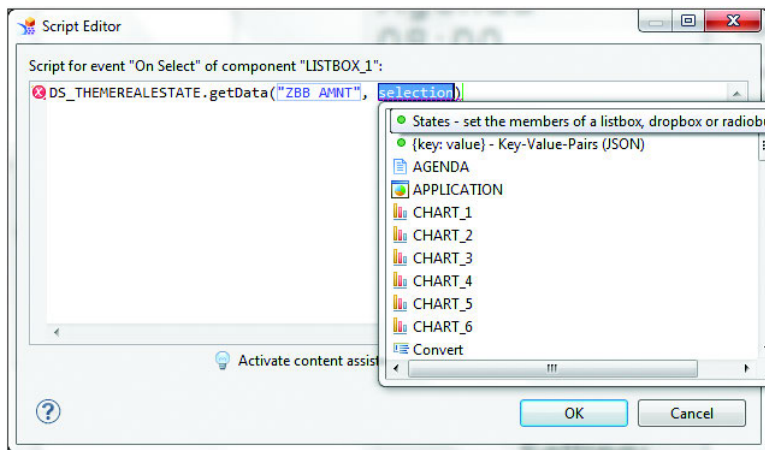 08:00
Script Editor
Script for event "On Select" of component "LISTBOX_1":
DS_THEMEREALESTATE.getData("ZBB AMNT", selection)
States - set the members of a listbox, dropbox or radiobu
{key: value} - Key-Value-Pairs (JSON)
AGENDA
APPLICATION
CHART_1
CHART_2
CHART_3
CHART_4
CHART_5
CHART_6
Convert
Activate content assist
OK
Cancel